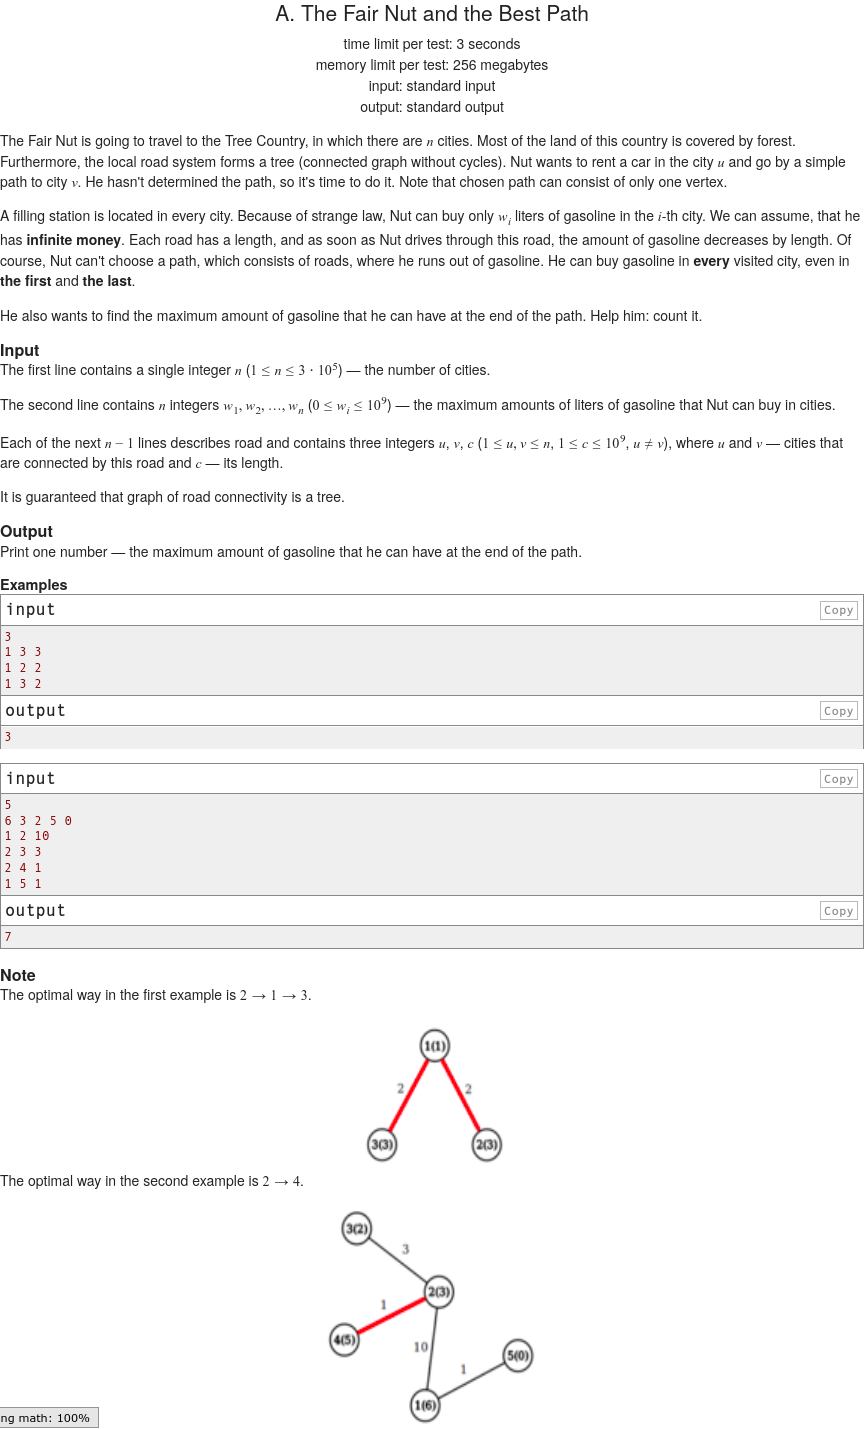 A. The Fair Nut and the Best Path
time limit per test: 3 seconds
memory limit per test: 256 megabytes
input: standard input
output: standard output
The Fair Nut is going to travel to the Tree Country, in which there are n cities. Most of the land of this country is covered by forest.
Furthermore, the local road system forms a tree (connected graph without cycles). Nut wants to rent a car in the city u and go by a simple
path to city v. He hasn't determined the path, so it's time to do it. Note that chosen path can consist of only one vertex.
A filling station is located in every city. Because of strange law, Nut can buy only w_i liters of gasoline in the i-th city. We can assume, that he
has infinite money. Each road has a length, and as soon as Nut drives through this road, the amount of gasoline decreases by length. Of
course, Nut can't choose a path, which consists of roads, where he runs out of gasoline. He can buy gasoline in every visited city, even in
the first and the last.
He also wants to find the maximum amount of gasoline that he can have at the end of the path. Help him: count it.
Input
The first line contains a single integer n (1 ≤ n ≤ 3 · 10^5) — the number of cities.
The second line contains n integers w_1, w_2, …, w_n (0 ≤ w_i ≤ 10^9) — the maximum amounts of liters of gasoline that Nut can buy in cities.
Each of the next n − 1 lines describes road and contains three integers u, v, c (1 ≤ u, v ≤ n, 1 ≤ c ≤ 10^9, u ≠ v), where u and v — cities that
are connected by this road and c — its length.
It is guaranteed that graph of road connectivity is a tree.
Output
Print one number — the maximum amount of gasoline that he can have at the end of the path.
Examples
input Copy
3
1 3 3
1 2 2
1 3 2
output Copy
3
input Copy
5
6 3 2 5 0
1 2 10
2 3 3
2 4 1
1 5 1
output Copy
7
Note
The optimal way in the first example is 2 → 1 → 3.
1(1)
2 2
3(3) 2(3)
The optimal way in the second example is 2 → 4.
3(2)
3
2(3)
1
4(5)
10
5(0)
1
1(6)
ng math: 100%